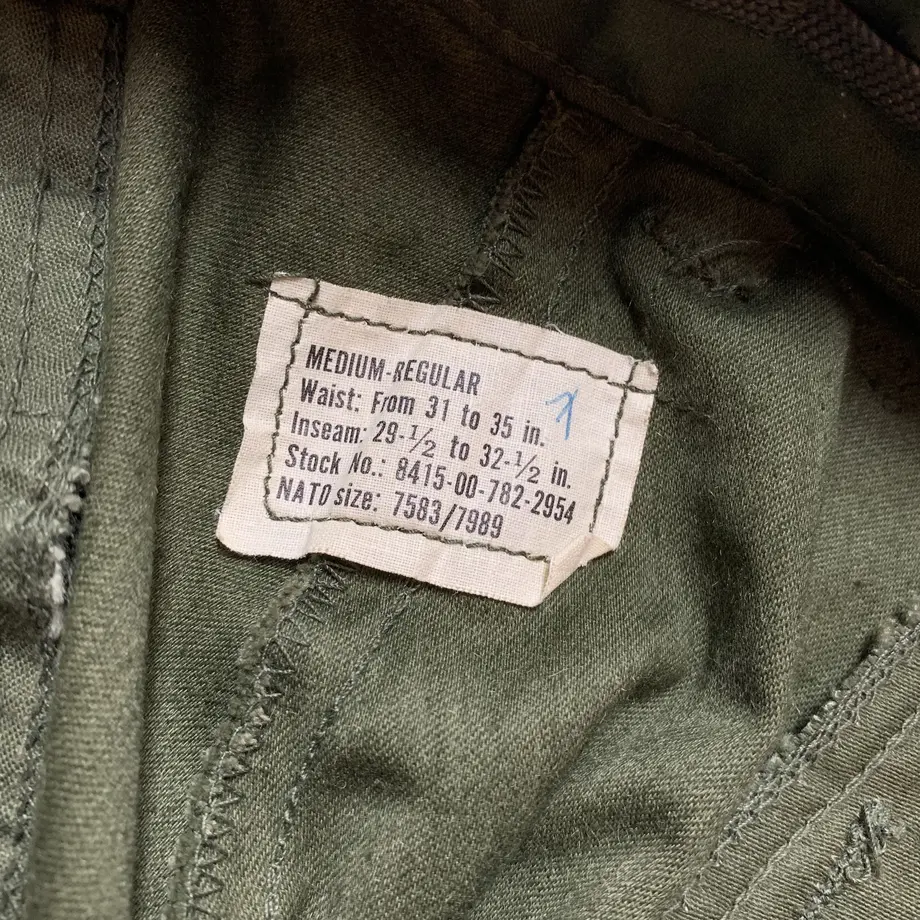 MEDIUM-REGULAR
Waist: From 31 to 35 in.
Inseam: 29-1/2 to 32-1/2 in.
Stock No.: 8415-00-782-2954
NATO size: 7583/7989